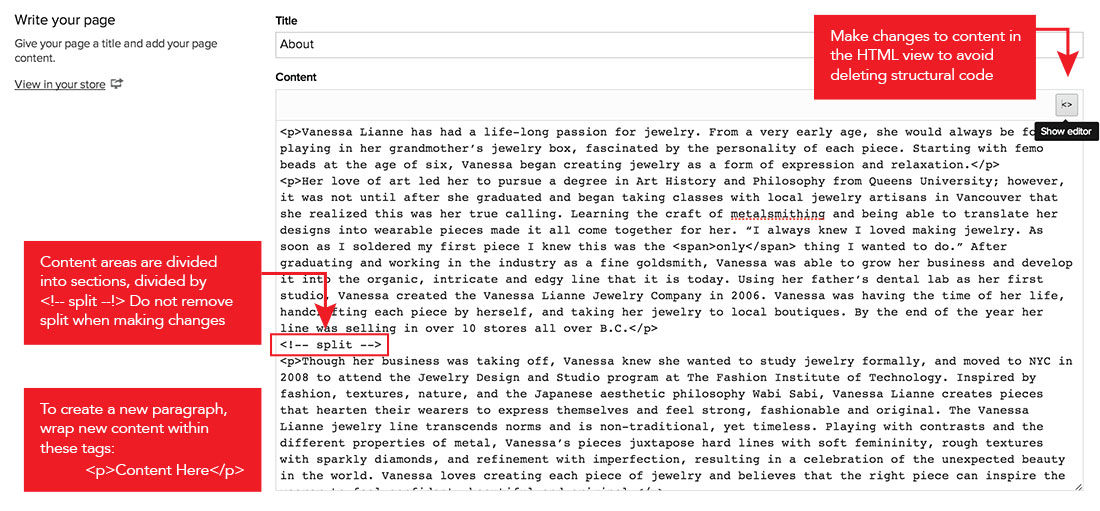 Write your page
Give your page a title and add your page
content.
View in your store
Title
About
Make changes to content in
the HTML view to avoid
deleting structural code
Content
<>
Show editor
<p>Vanessa Lianne has had a life-long passion for jewelry. From a very early age, she would always be
playing in her grandmother’s jewelry box, fascinated by the personality of each piece. Starting with femo
beads at the age of six, Vanessa began creating jewelry as a form of expression and relaxation.</p>
<p>Her love of art led her to pursue a degree in Art History and Philosophy from Queens University; however,
it was not until after she graduated and began taking classes with local jewelry artisans in Vancouver that
she realized this was her true calling. Learning the craft of metalsmithing and being able to translate her
designs into wearable pieces made it all come together for her. “I always knew I loved making jewelry. As
soon as I soldered my first piece I knew this was the <span>only</span> thing I wanted to do.” After
graduating and working in the industry as a fine goldsmith, Vanessa was able to grow her business and develop
it into the organic, intricate and edgy line that it is today. Using her father’s dental lab as her first
studio, Vanessa created the Vanessa Lianne Jewelry Company in 2006. Vanessa was having the time of her life,
handcrafting each piece by herself, and taking her jewelry to local boutiques. By the end of the year her
line was selling in over 10 stores all over B.C.</p>
<!-- split -->
<p>Though her business was taking off, Vanessa knew she wanted to study jewelry formally, and moved to NYC in
2008 to attend the Jewelry Design and Studio program at The Fashion Institute of Technology. Inspired by
fashion, textures, nature, and the Japanese aesthetic philosophy Wabi Sabi, Vanessa Lianne creates pieces
that hearten their wearers to express themselves and feel strong, fashionable and original. The Vanessa
Lianne jewelry line transcends norms and is non-traditional, yet timeless. Playing with contrasts and the
different properties of metal, Vanessa’s pieces juxtapose hard lines with soft femininity, rough textures
with sparkly diamonds, and refinement with imperfection, resulting in a celebration of the unexpected beauty
in the world. Vanessa loves creating each piece of jewelry and believes that the right piece can inspire the
Content areas are divided
into sections, divided by
<!-- split --!> Do not remove
split when making changes
To create a new paragraph,
wrap new content within
these tags:
<p>Content Here</p>